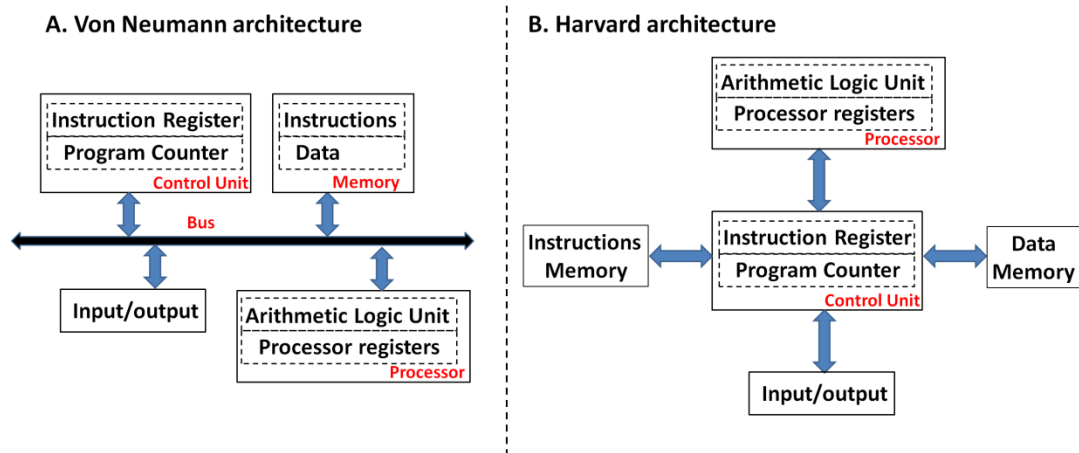 A. Von Neumann architecture
Instruction Register
Program Counter
Control Unit
Instructions
Data
Memory
Bus
Input/output
Arithmetic Logic Unit
Processor registers
Processor
B. Harvard architecture
Arithmetic Logic Unit
Processor registers
Processor
Instructions
Memory
Instruction Register
Program Counter
Control Unit
Data
Memory
Input/output